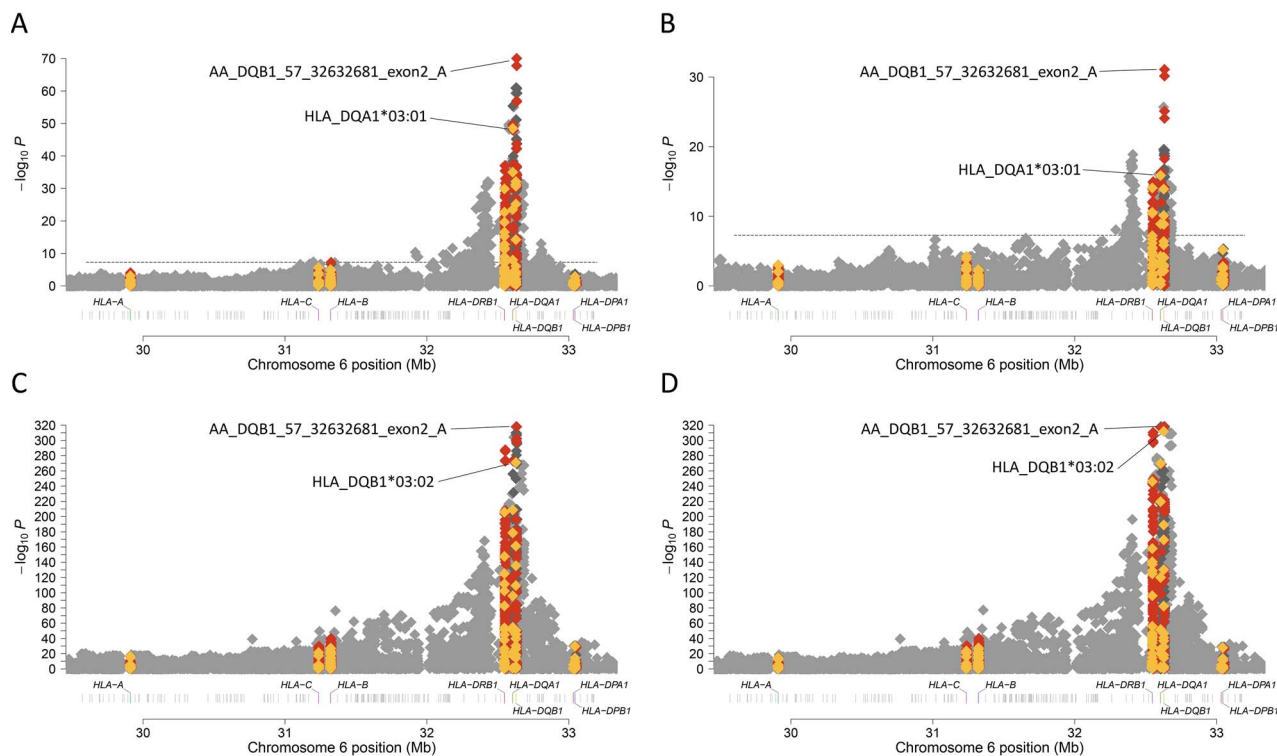 A
70
60
50
40
30
20
10
0
−log10 P
AA_DQB1_57_32632681_exon2_A
HLA_DQA1*03:01
HLA−A
HLA−C
HLA−B
HLA−DRB1
HLA−DQA1
HLA−DPA1
HLA−DQB1
HLA−DPB1
30
31
32
33
Chromosome 6 position (Mb)
B
30
20
10
0
−log10 P
AA_DQB1_57_32632681_exon2_A
HLA_DQA1*03:01
HLA−A
HLA−C
HLA−B
HLA−DRB1
HLA−DQA1
HLA−DPA1
HLA−DQB1
HLA−DPB1
30
31
32
33
Chromosome 6 position (Mb)
C
320
300
280
260
240
220
200
180
160
140
120
100
80
60
40
20
0
−log10 P
AA_DQB1_57_32632681_exon2_A
HLA_DQB1*03:02
HLA−A
HLA−C
HLA−B
HLA−DRB1
HLA−DQA1
HLA−DPA1
HLA−DQB1
HLA−DPB1
30
31
32
33
Chromosome 6 position (Mb)
D
320
300
280
260
240
220
200
180
160
140
120
100
80
60
40
20
0
−log10 P
AA_DQB1_57_32632681_exon2_A
HLA_DQB1*03:02
HLA−A
HLA−C
HLA−B
HLA−DRB1
HLA−DQA1
HLA−DPA1
HLA−DQB1
HLA−DPB1
30
31
32
33
Chromosome 6 position (Mb)